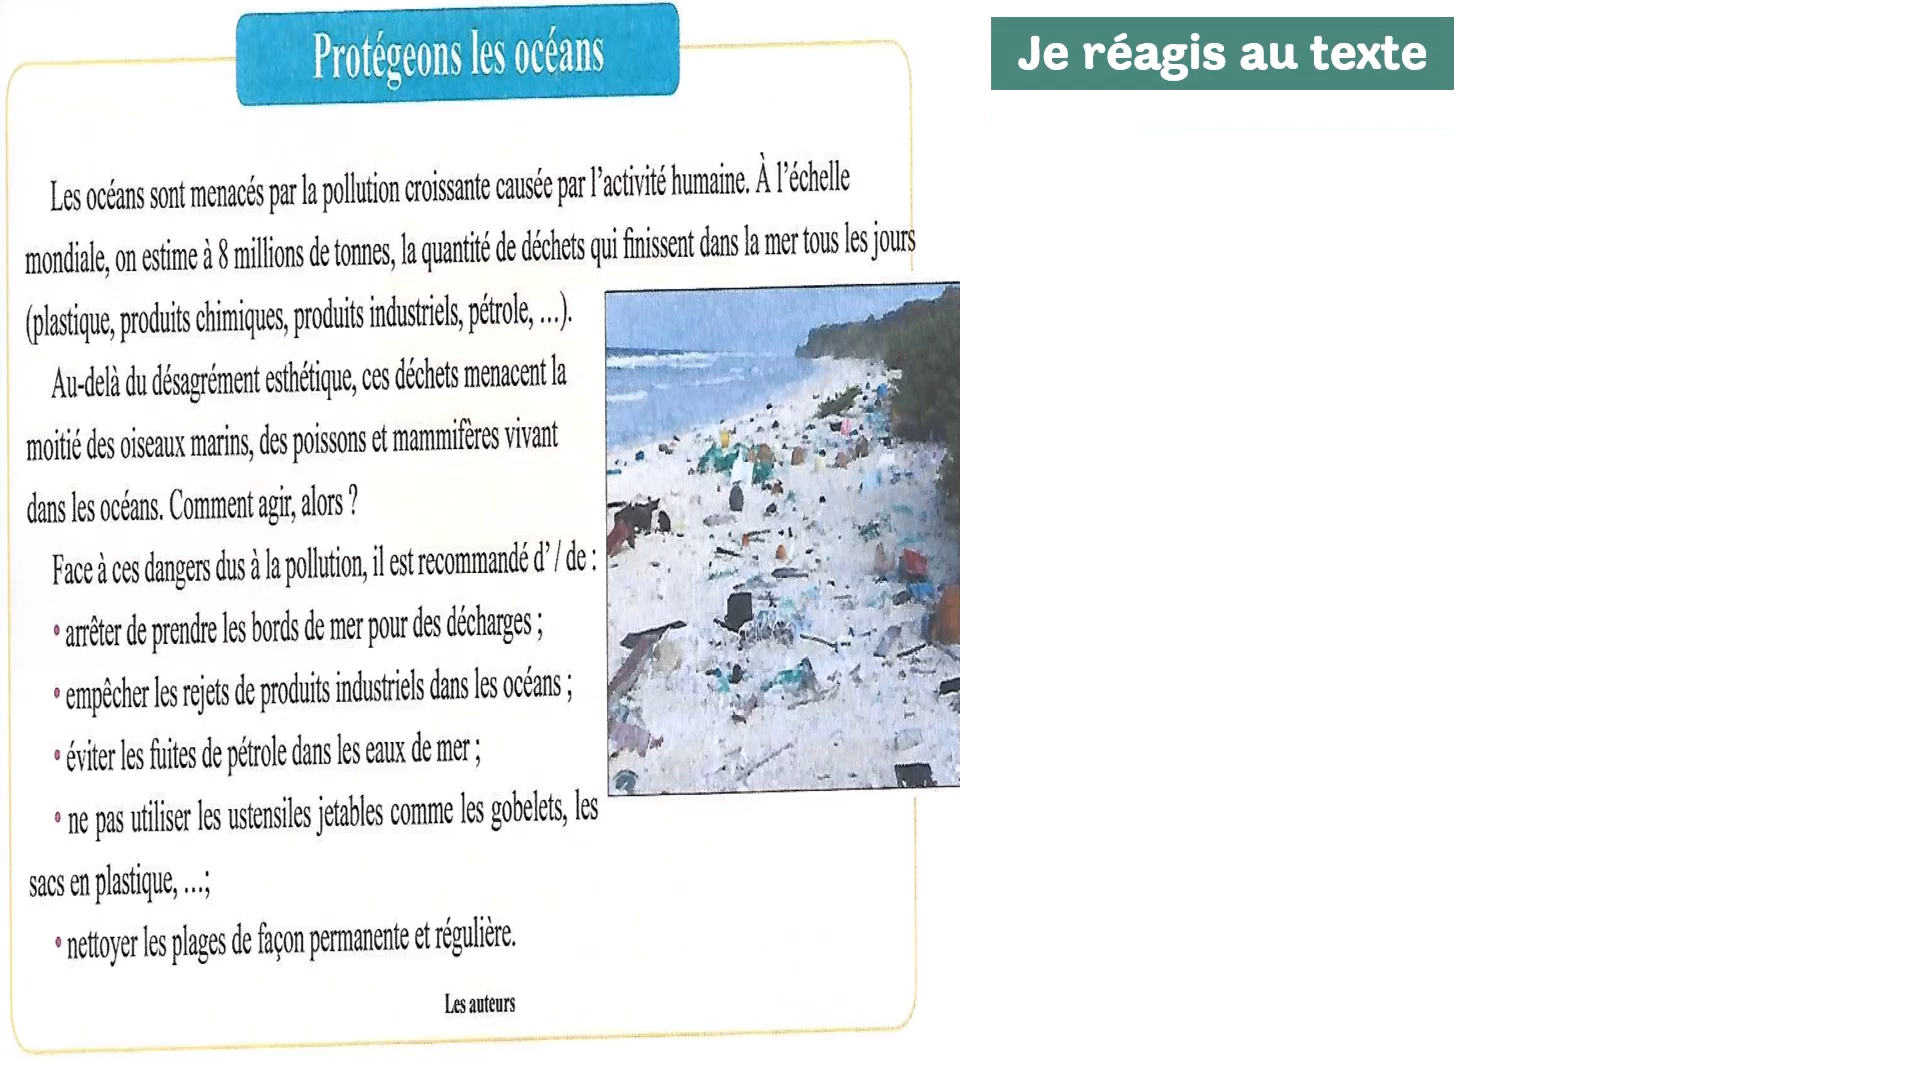 Protégeons les océans
Les océans sont menacés par la pollution croissante causée par l'activité humaine. À l'échelle
mondiale, on estime à 8 millions de tonnes, la quantité de déchets qui finissent dans la mer tous les jours
(plastique, produits chimiques, produits industriels, pétrole, ...).
Au-delà du désagrément esthétique, ces déchets menacent la
moitié des oiseaux marins, des poissons et mammifères vivant
dans les océans. Comment agir, alors ?
Face à ces dangers dus à la pollution, il est recommandé d' / de :
• arrêter de prendre les bords de mer pour des décharges ;
• empêcher les rejets de produits industriels dans les océans ;
• éviter les fuites de pétrole dans les eaux de mer ;
• ne pas utiliser les ustensiles jetables comme les gobelets, les
sacs en plastique, ...;
• nettoyer les plages de façon permanente et régulière.
Les auteurs
Je réagis au texte